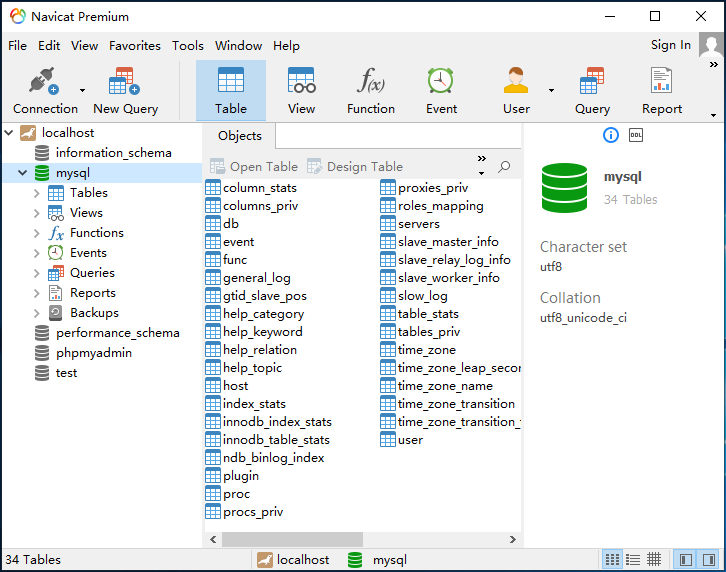 Navicat Premium
File Edit View Favorites Tools Window Help Sign In
Connection New Query Table View f(x) Function Event User Query Report
localhost
information_schema
mysql
Tables
Views
fx Functions
Events
Queries
Reports
Backups
performance_schema
phpmyadmin
test
Objects
Open Table Design Table
column_stats
columns_priv
db
event
func
general_log
gtid_slave_pos
help_category
help_keyword
help_relation
help_topic
host
index_stats
innodb_index_stats
innodb_table_stats
ndb_binlog_index
plugin
proc
procs_priv
proxies_priv
roles_mapping
servers
slave_master_info
slave_relay_log_info
slave_worker_info
slow_log
table_stats
tables_priv
time_zone
time_zone_leap_secor
time_zone_name
time_zone_transition
time_zone_transition_
user
DDL
mysql
34 Tables
Character set
utf8
Collation
utf8_unicode_ci
34 Tables localhost mysql